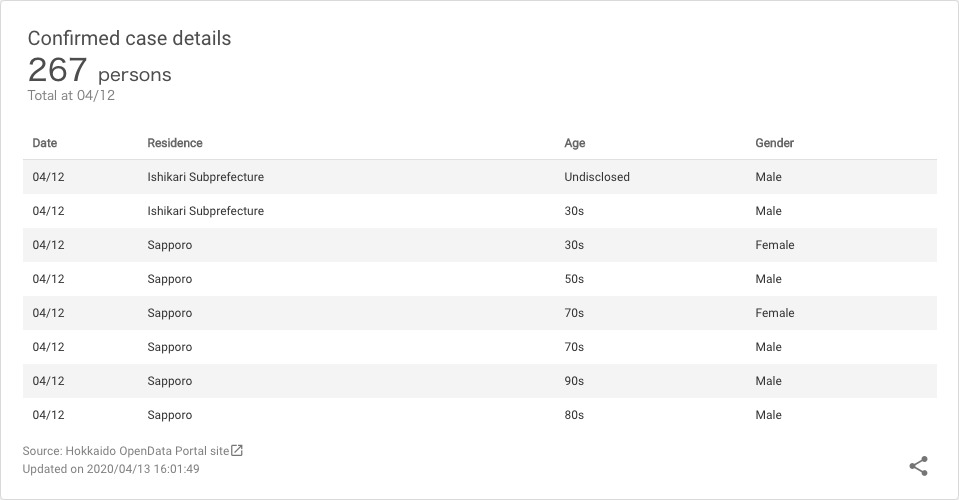 Confirmed case details
267 persons
Total at 04/12
Date Residence Age Gender
04/12 Ishikari Subprefecture Undisclosed Male
04/12 Ishikari Subprefecture 30s Male
04/12 Sapporo 30s Female
04/12 Sapporo 50s Male
04/12 Sapporo 70s Female
04/12 Sapporo 70s Male
04/12 Sapporo 90s Male
04/12 Sapporo 80s Male
Source: Hokkaido OpenData Portal site
Updated on 2020/04/13 16:01:49